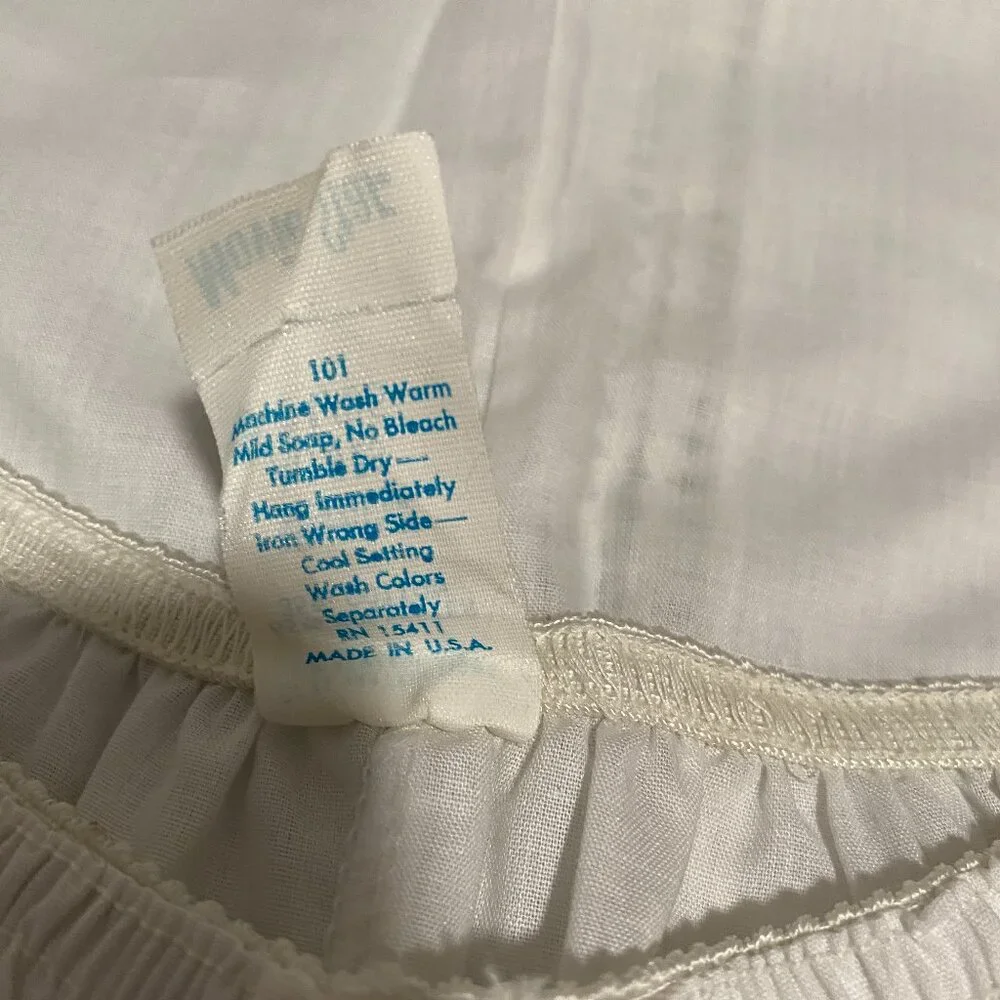 101
Machine Wash Warm
Mild Soap, No Bleach
Tumble Dry—
Hang Immediately
Iron Wrong Side—
Cool Setting
Wash Colors
Separately
RN 15411
MADE IN U.S.A.